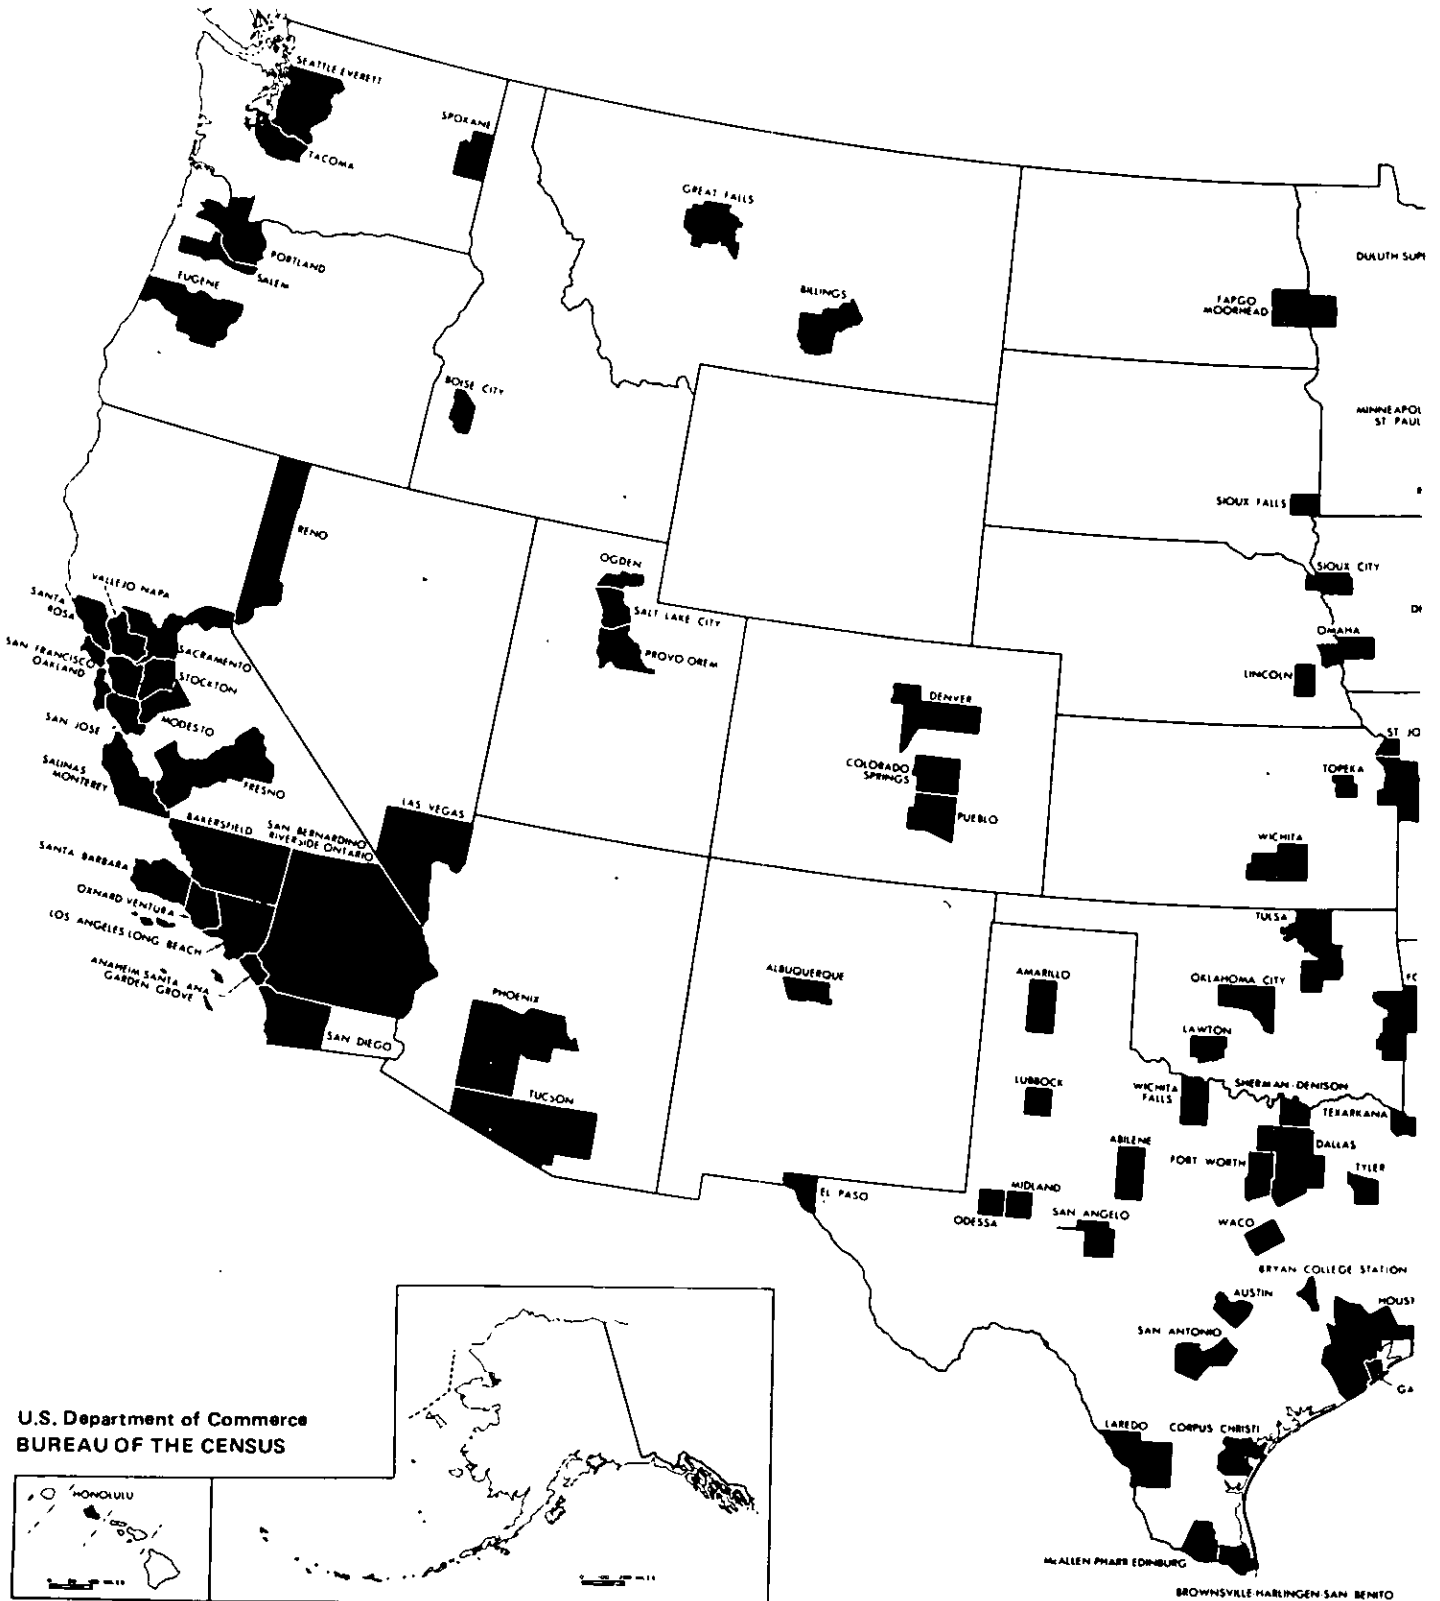 SEATTLE EVERETT
SPOKANE
TACOMA
GREAT FALLS
PORTLAND
SALEM
EUGENE
BILLINGS
DULUTH SUP
FARGO
MOORHEAD
BOISE CITY
MINNEAPOL
ST PAUL
SIOUX FALLS
RENO
OGDEN
SIOUX CITY
VALLEJO NAPA
SANTA
ROSA
SALT LAKE CITY
OMAHA
SACRAMENTO
SAN FRANCISCO
OAKLAND
PROVO OREM
LINCOLN
STOCKTON
DENVER
SAN JOSE
MODESTO
ST JO
COLORADO
SPRINGS
TOPEKA
SALINAS
MONTEREY
FRESNO
LAS VEGAS
PUEBLO
BAKERSFIELD
SAN BERNARDINO
RIVERSIDE ONTARIO
WICHITA
SANTA BARBARA
OXNARD VENTURA
LOS ANGELES LONG BEACH
TULSA
ANAHEIM SANTA ANA
GARDEN GROVE
ALBUQUERQUE
AMARILLO
OKLAHOMA CITY
PHOENIX
LAWTON
SAN DIEGO
LUBBOCK
WICHITA
FALLS
SHERMAN-DENISON
TUCSON
TEXARKANA
ABILENE
DALLAS
FORT WORTH
TYLER
EL PASO
MIDLAND
ODESSA
SAN ANGELO
WACO
BRYAN COLLEGE STATION
AUSTIN
HOUST
SAN ANTONIO
GA
U.S. Department of Commerce
BUREAU OF THE CENSUS
LAREDO
CORPUS CHRISTI
HONOLULU
McALLEN PHARR EDINBURG
BROWNSVILLE-HARLINGEN-SAN BENITO